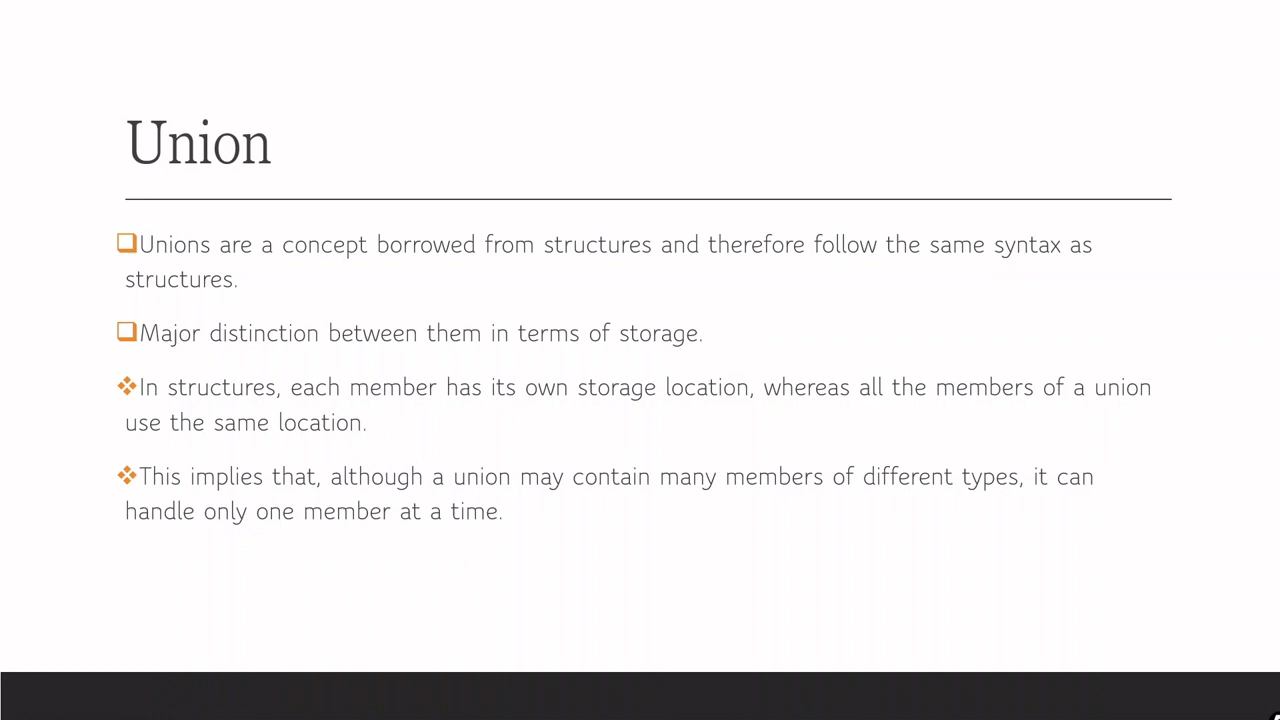 Union
Unions are a concept borrowed from structures and therefore follow the same syntax as
structures.
Major distinction between them in terms of storage.
In structures, each member has its own storage location, whereas all the members of a union
use the same location.
This implies that, although a union may contain many members of different types, it can
handle only one member at a time.